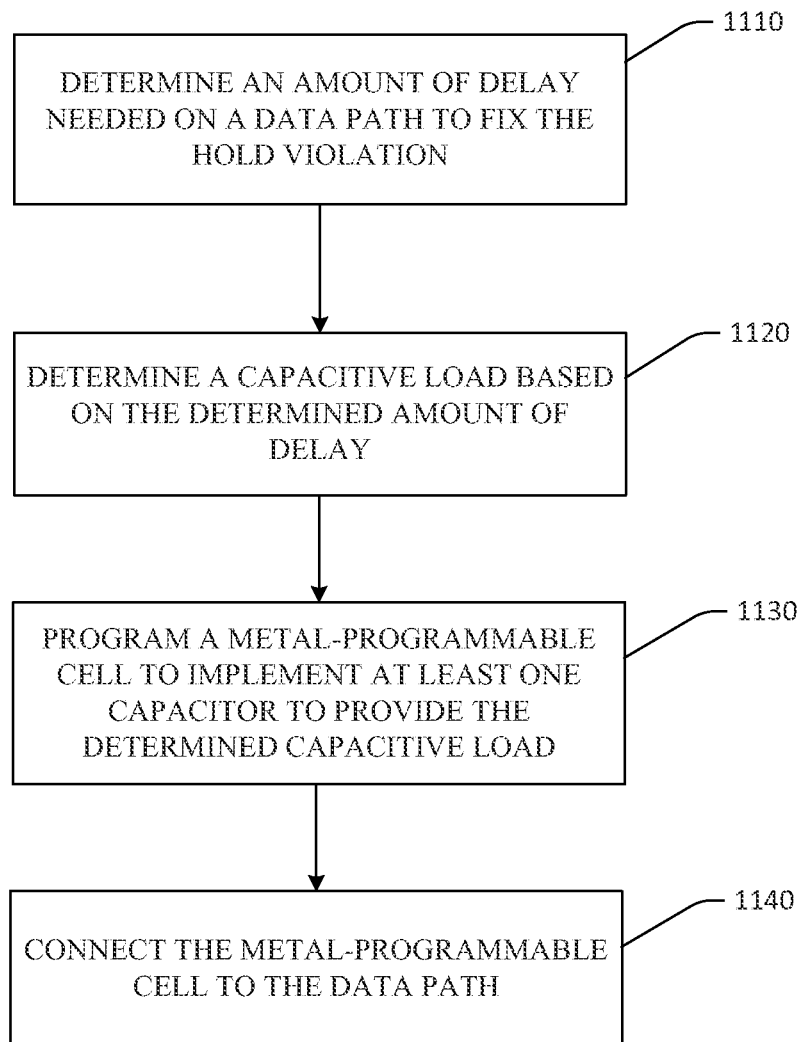 1110
DETERMINE AN AMOUNT OF DELAY
NEEDED ON A DATA PATH TO FIX THE
HOLD VIOLATION
1120
DETERMINE A CAPACITIVE LOAD BASED
ON THE DETERMINED AMOUNT OF
DELAY
1130
PROGRAM A METAL-PROGRAMMABLE
CELL TO IMPLEMENT AT LEAST ONE
CAPACITOR TO PROVIDE THE
DETERMINED CAPACITIVE LOAD
1140
CONNECT THE METAL-PROGRAMMABLE
CELL TO THE DATA PATH